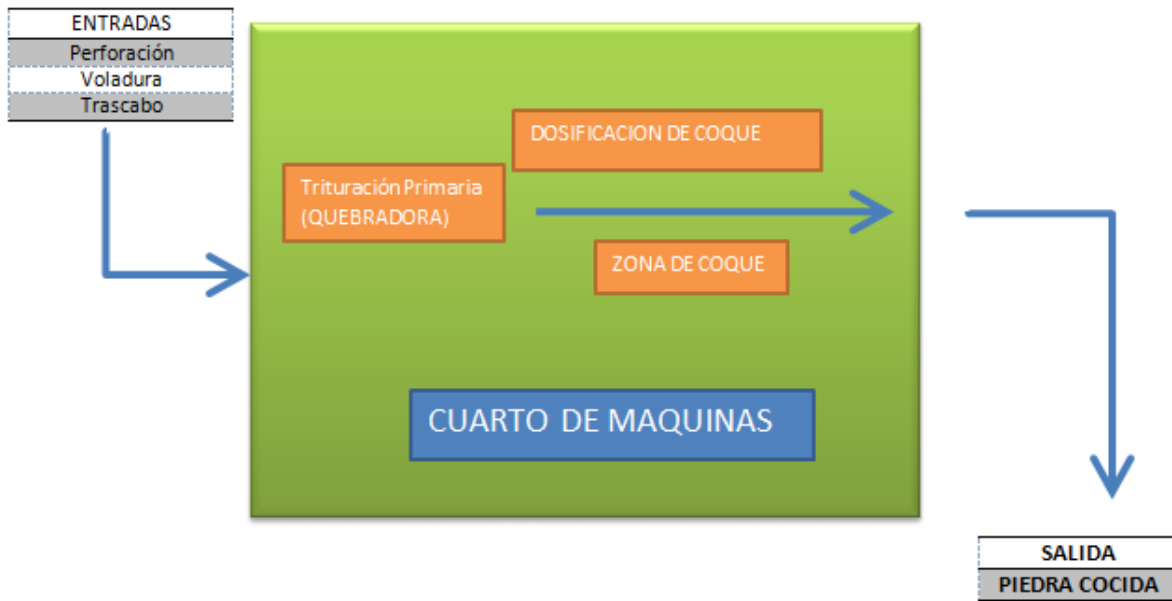 ENTRADAS
Perforación
Voladura
Trascabo
DOSIFICACION DE COQUE
Trituración Primaria
(QUEBRADORA)
ZONA DE COQUE
CUARTO DE MAQUINAS
SALIDA
PIEDRA COCIDA